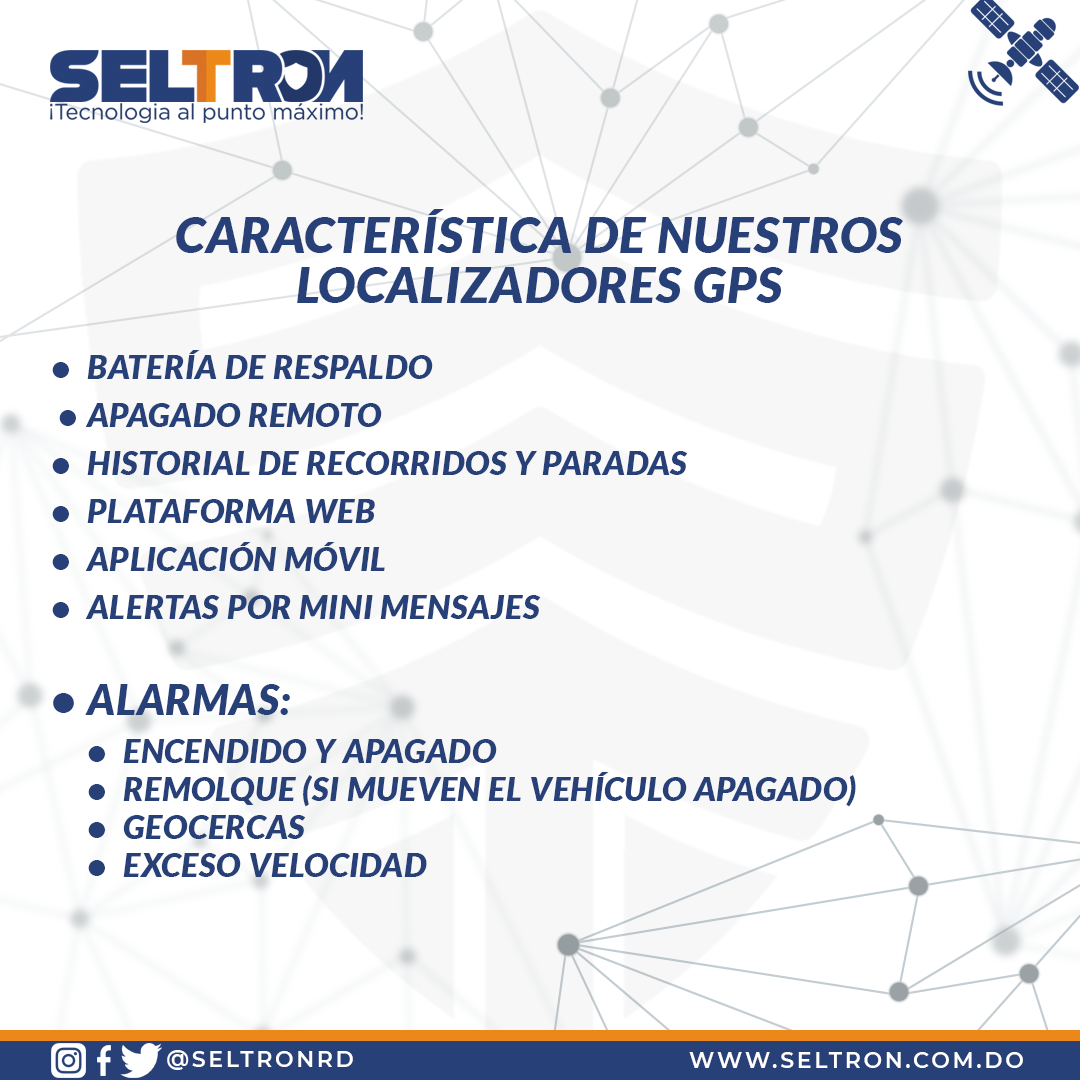 SELTRON
¡Tecnologia al punto máximo!
CARACTERÍSTICA DE NUESTROS
LOCALIZADORES GPS
• BATERÍA DE RESPALDO
• APAGADO REMOTO
• HISTORIAL DE RECORRIDOS Y PARADAS
• PLATAFORMA WEB
• APLICACIÓN MÓVIL
• ALERTAS POR MINI MENSAJES
• ALARMAS:
• ENCENDIDO Y APAGADO
• REMOLQUE (SI MUEVEN EL VEHÍCULO APAGADO)
• GEOCERCAS
• EXCESO VELOCIDAD
@SELTRONRD
WWW.SELTRON.COM.DO